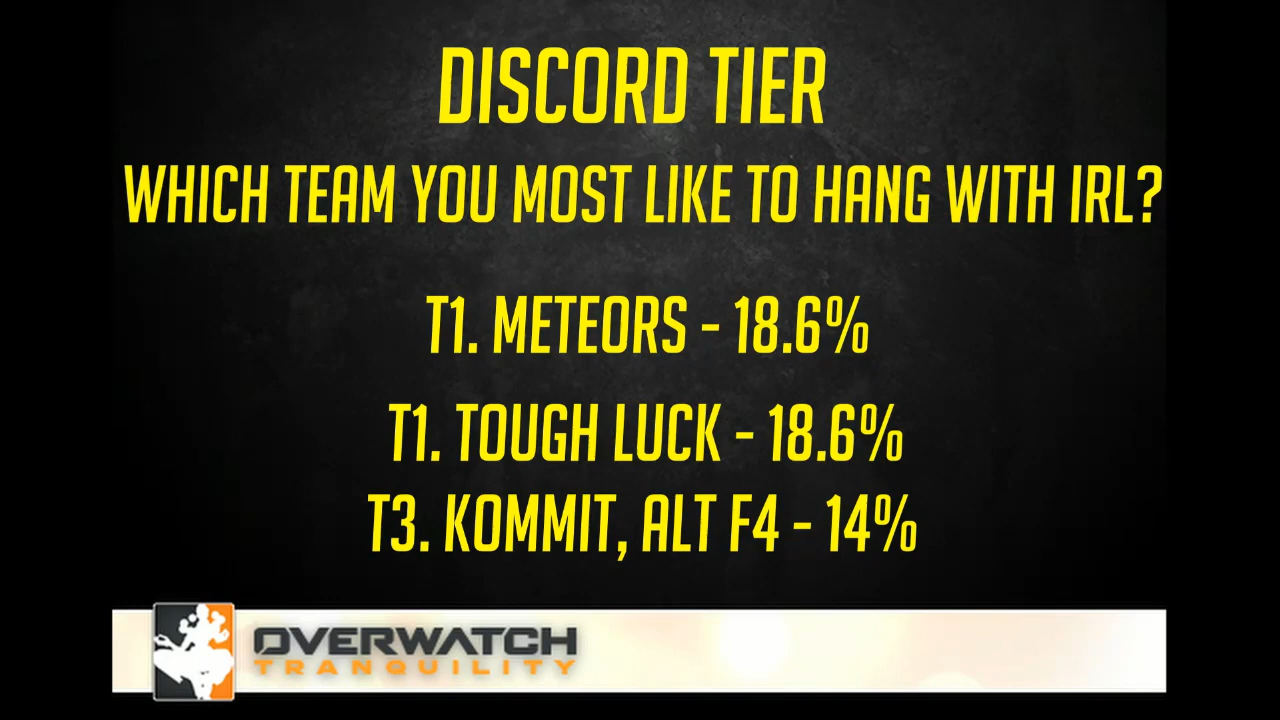 DISCORD TIER
WHICH TEAM YOU MOST LIKE TO HANG WITH IRL?
T1. METEORS - 18.6%
T1. TOUGH LUCK - 18.6%
T3. KOMMIT, ALT F4 - 14%
OVERWATCH
TRANQUILITY